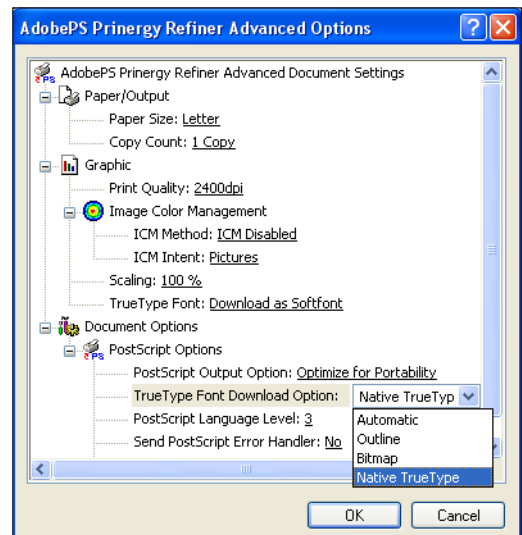 AdobePS Prinergy Refiner Advanced Options
AdobePS Prinergy Refiner Advanced Document Settings
Paper/Output
Paper Size: Letter
Copy Count: 1 Copy
Graphic
Print Quality: 2400dpi
Image Color Management
ICM Method: ICM Disabled
ICM Intent: Pictures
Scaling: 100 %
TrueType Font: Download as Softfont
Document Options
PostScript Options
PostScript Output Option: Optimize for Portability
TrueType Font Download Option: Native TrueTyp
PostScript Language Level: 3
Send PostScript Error Handler: No
Automatic
Outline
Bitmap
Native TrueType
OK Cancel